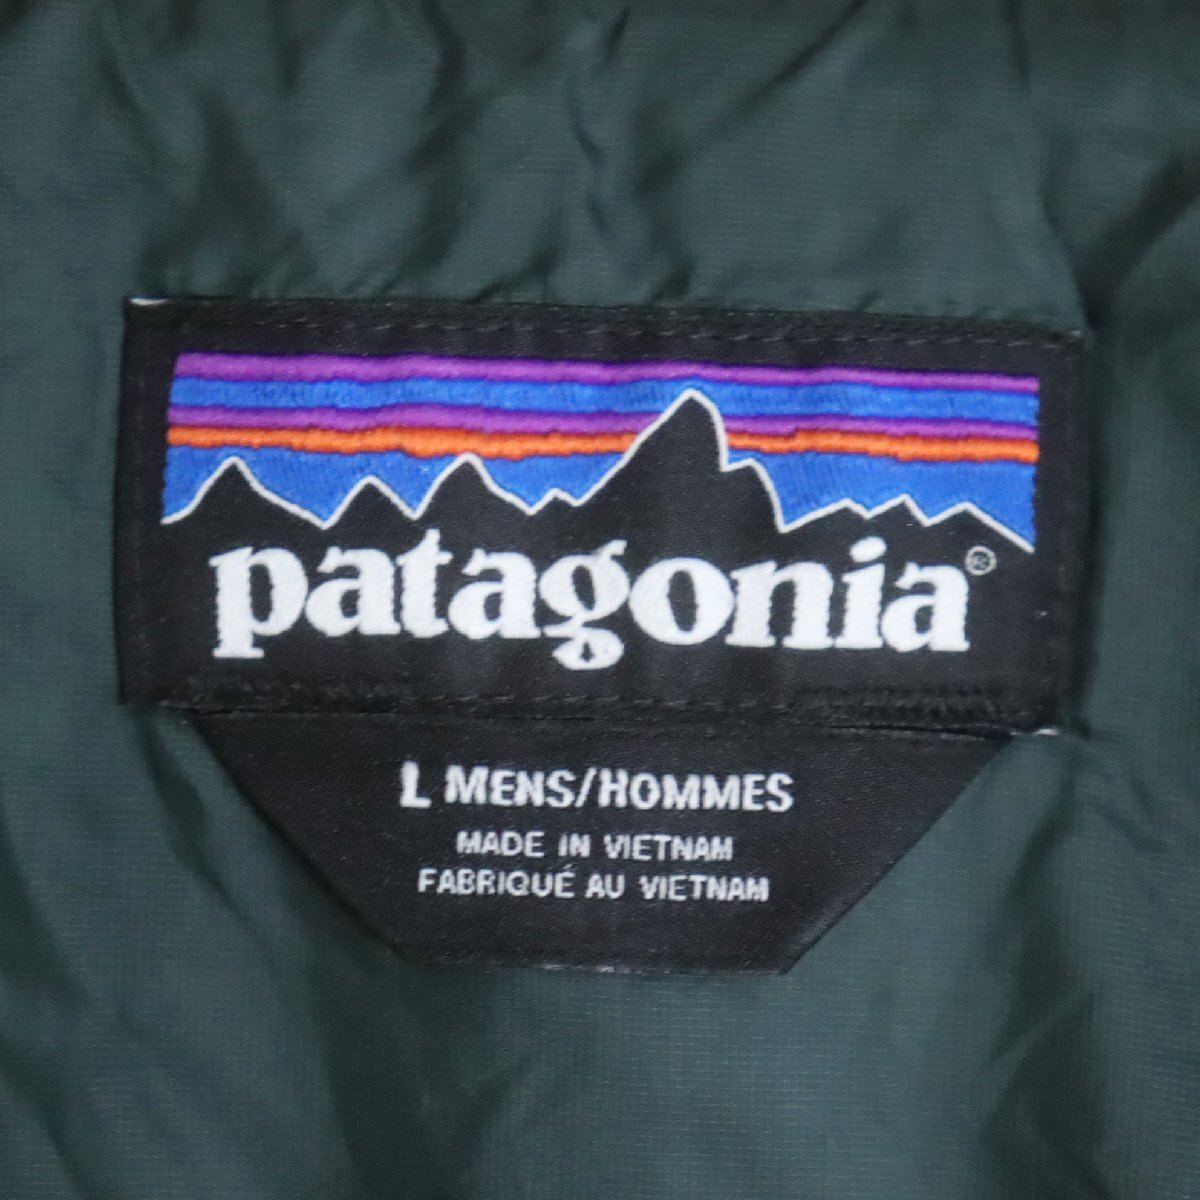 patagonia®
L MENS/HOMMES
MADE IN VIETNAM
FABRIQUÉ AU VIETNAM